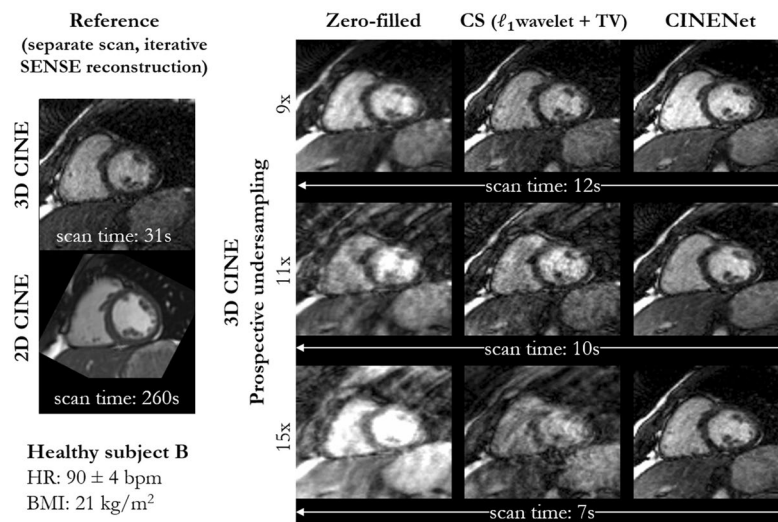 Reference
(separate scan, iterative
SENSE reconstruction)
3D CINE
scan time: 31s
2D CINE
scan time: 260s
Healthy subject B
HR: 90 ± 4 bpm
BMI: 21 kg/m²
Zero-filled
CS (ℓ₁wavelet + TV)
CINENet
3D CINE
Prospective undersampling
9x
scan time: 12s
11x
scan time: 10s
15x
scan time: 7s